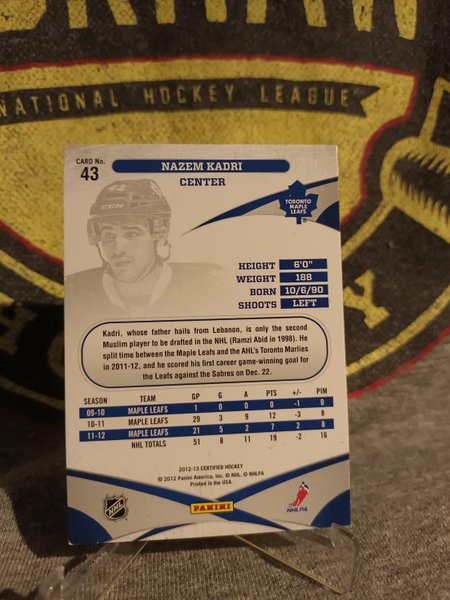 NATIONAL HOCKEY LEAGUE
CARD No.
43
NAZEM KADRI
CENTER
TORONTO
MAPLE
LEAFS
HEIGHT 6'0"
WEIGHT 188
BORN 10/6/90
SHOOTS LEFT
Kadri, whose father hails from Lebanon, is only the second
Muslim player to be drafted in the NHL (Ramzi Abid in 1998). He
split time between the Maple Leafs and the AHL's Toronto Marlies
in 2011-12, and he scored his first career game-winning goal for
the Leafs against the Sabres on Dec. 22.
SEASON TEAM GP G A PTS +/- PIM
09-10 MAPLE LEAFS 1 0 0 0 -1 0
10-11 MAPLE LEAFS 29 3 9 12 -3 8
11-12 MAPLE LEAFS 21 5 2 7 2 8
NHL TOTALS 51 8 11 19 -2 16
2012-13 CERTIFIED HOCKEY
© 2012 Panini America, Inc. © NHL © NHLPA
Printed in the USA.
NHL
PANINI
NHLPA